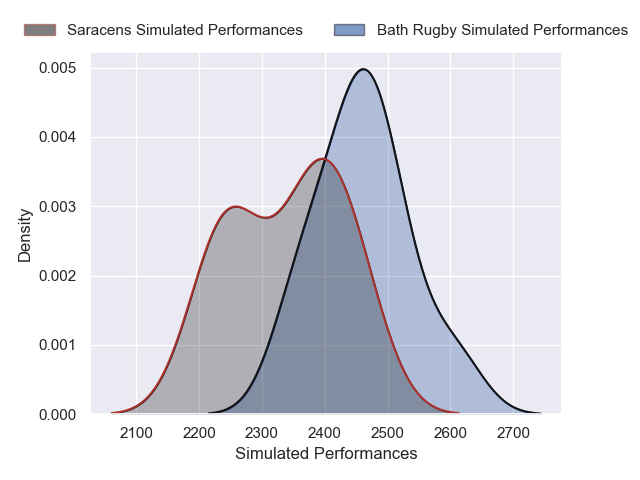 Saracens Simulated Performances
Bath Rugby Simulated Performances
0.005
0.004
0.003
0.002
0.001
0.000
Density
2100 2200 2300 2400 2500 2600 2700
Simulated Performances